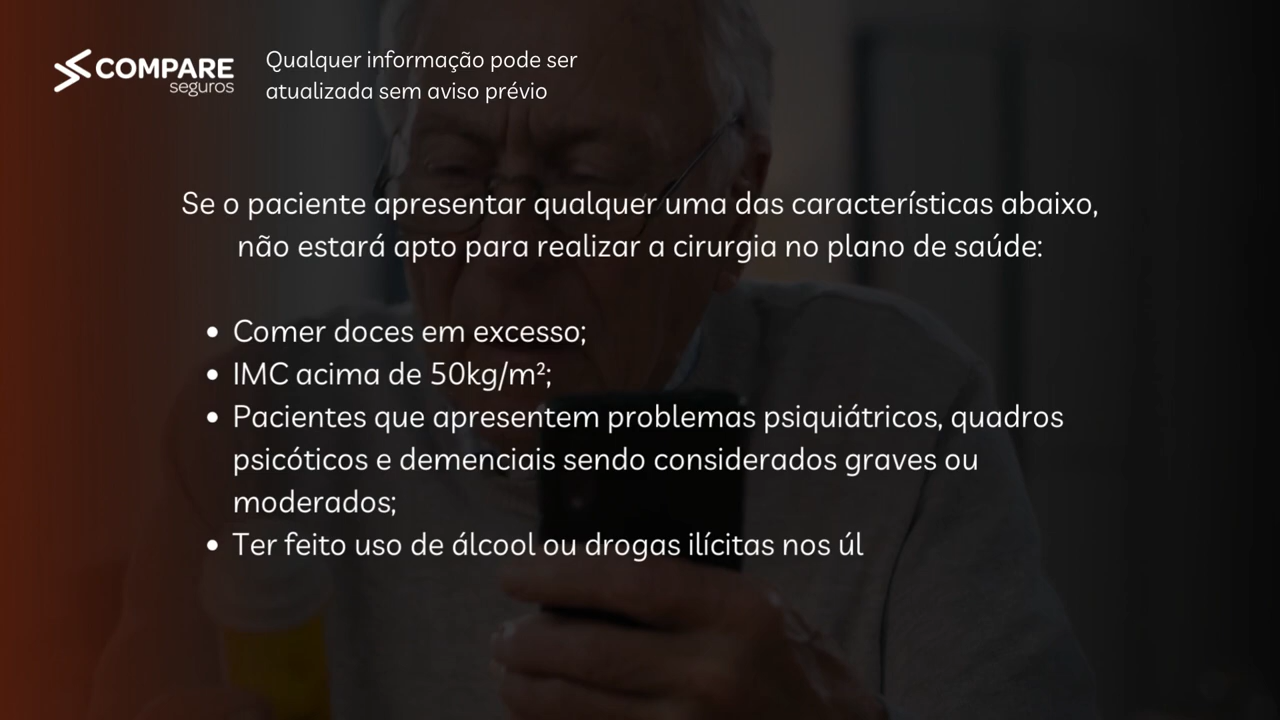 COMPARE
seguros
Qualquer informação pode ser
atualizada sem aviso prévio
Se o paciente apresentar qualquer uma das características abaixo,
não estará apto para realizar a cirurgia no plano de saúde:
• Comer doces em excesso;
• IMC acima de 50kg/m²;
• Pacientes que apresentem problemas psiquiátricos, quadros
psicóticos e demenciais sendo considerados graves ou
moderados;
• Ter feito uso de álcool ou drogas ilícitas nos úl